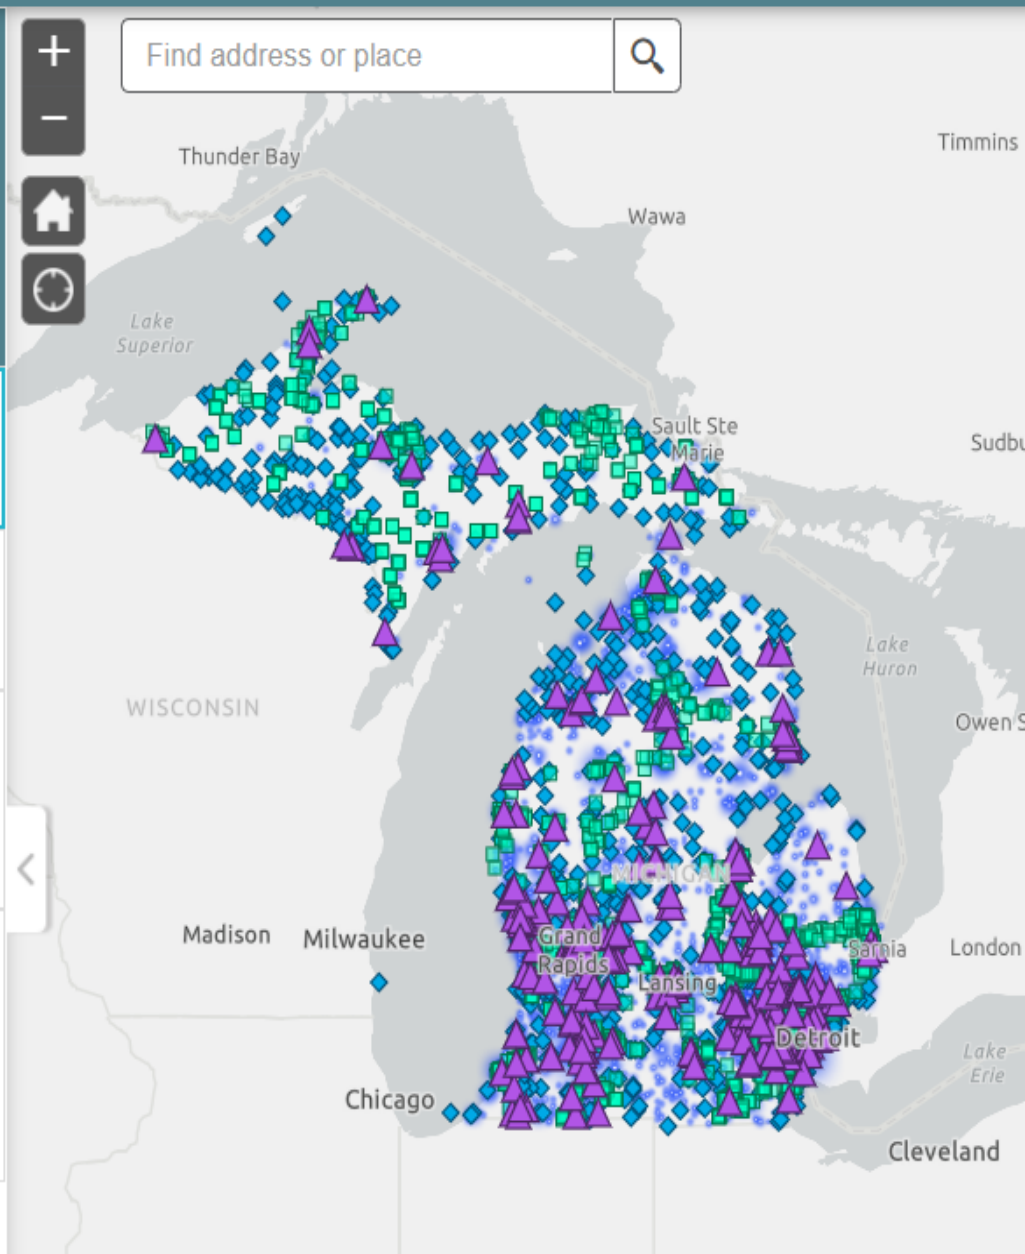 +
Find address or place
−
Thunder Bay
Timmins
Wawa
Lake
Superior
Sault Ste
Marie
Sudbu
Lake
Huron
WISCONSIN
Owen S
MICHIGAN
Madison
Milwaukee
Grand
Rapids
Sarnia
London
Lansing
Detroit
Lake
Erie
Chicago
Cleveland